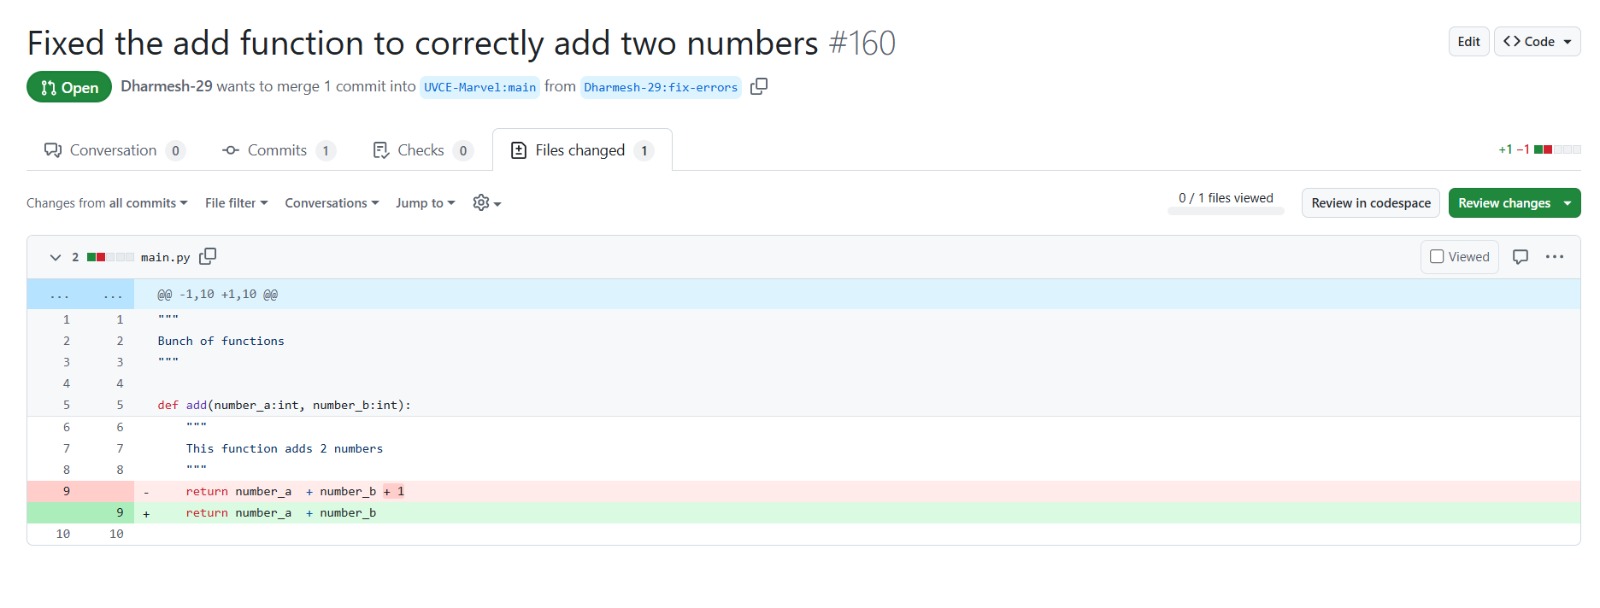 Fixed the add function to correctly add two numbers #160
Edit
<> Code
Open
Dharmesh-29 wants to merge 1 commit into UVCE-Marvel:main from Dharmesh-29:fix-errors
Conversation 0
Commits 1
Checks 0
Files changed 1
+1 −1
Changes from all commits
File filter
Conversations
Jump to
0 / 1 files viewed
Review in codespace
Review changes
2 main.py
Viewed
... ... @@ -1,10 +1,10 @@
1 1 """
2 2 Bunch of functions
3 3 """
4 4
5 5 def add(number_a:int, number_b:int):
6 6 """
7 7 This function adds 2 numbers
8 8 """
9 - return number_a  + number_b + 1
9 + return number_a  + number_b
10 10